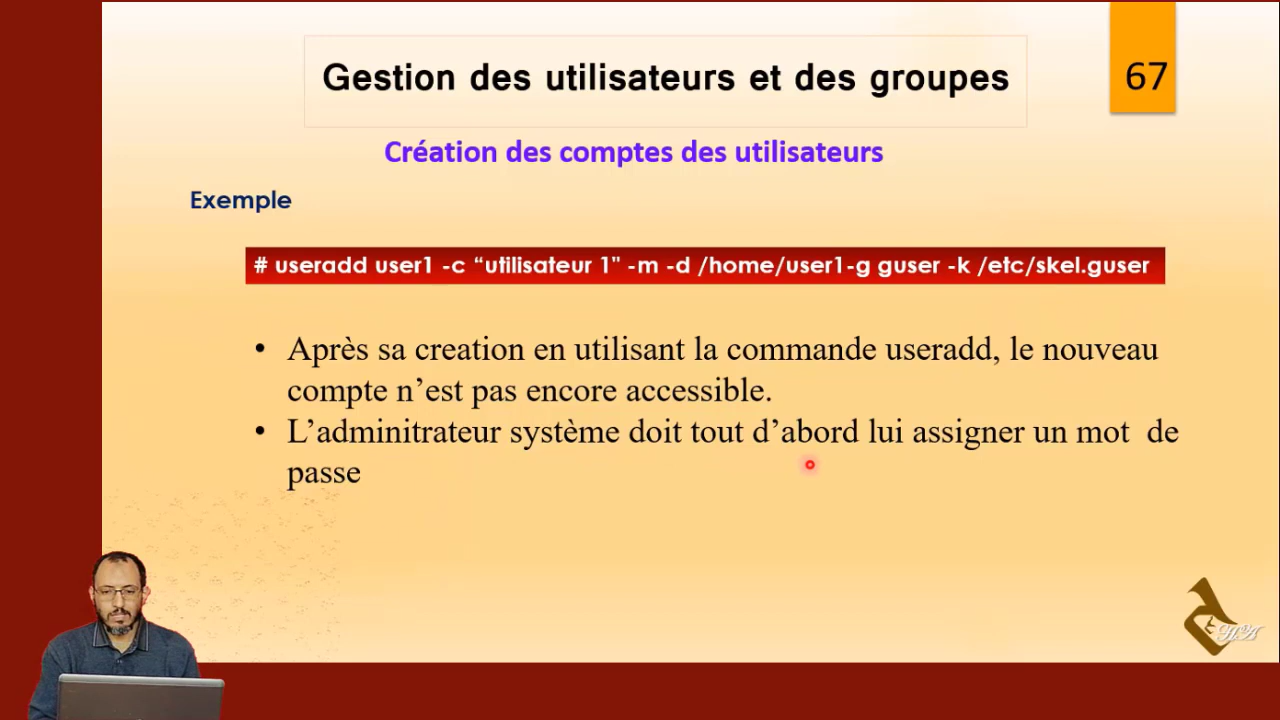 Gestion des utilisateurs et des groupes
67
Création des comptes des utilisateurs
Exemple
# useradd user1 -c “utilisateur 1" -m -d /home/user1-g guser -k /etc/skel.guser
• Après sa creation en utilisant la commande useradd, le nouveau
compte n’est pas encore accessible.
• L’adminitrateur système doit tout d’abord lui assigner un mot de
passe